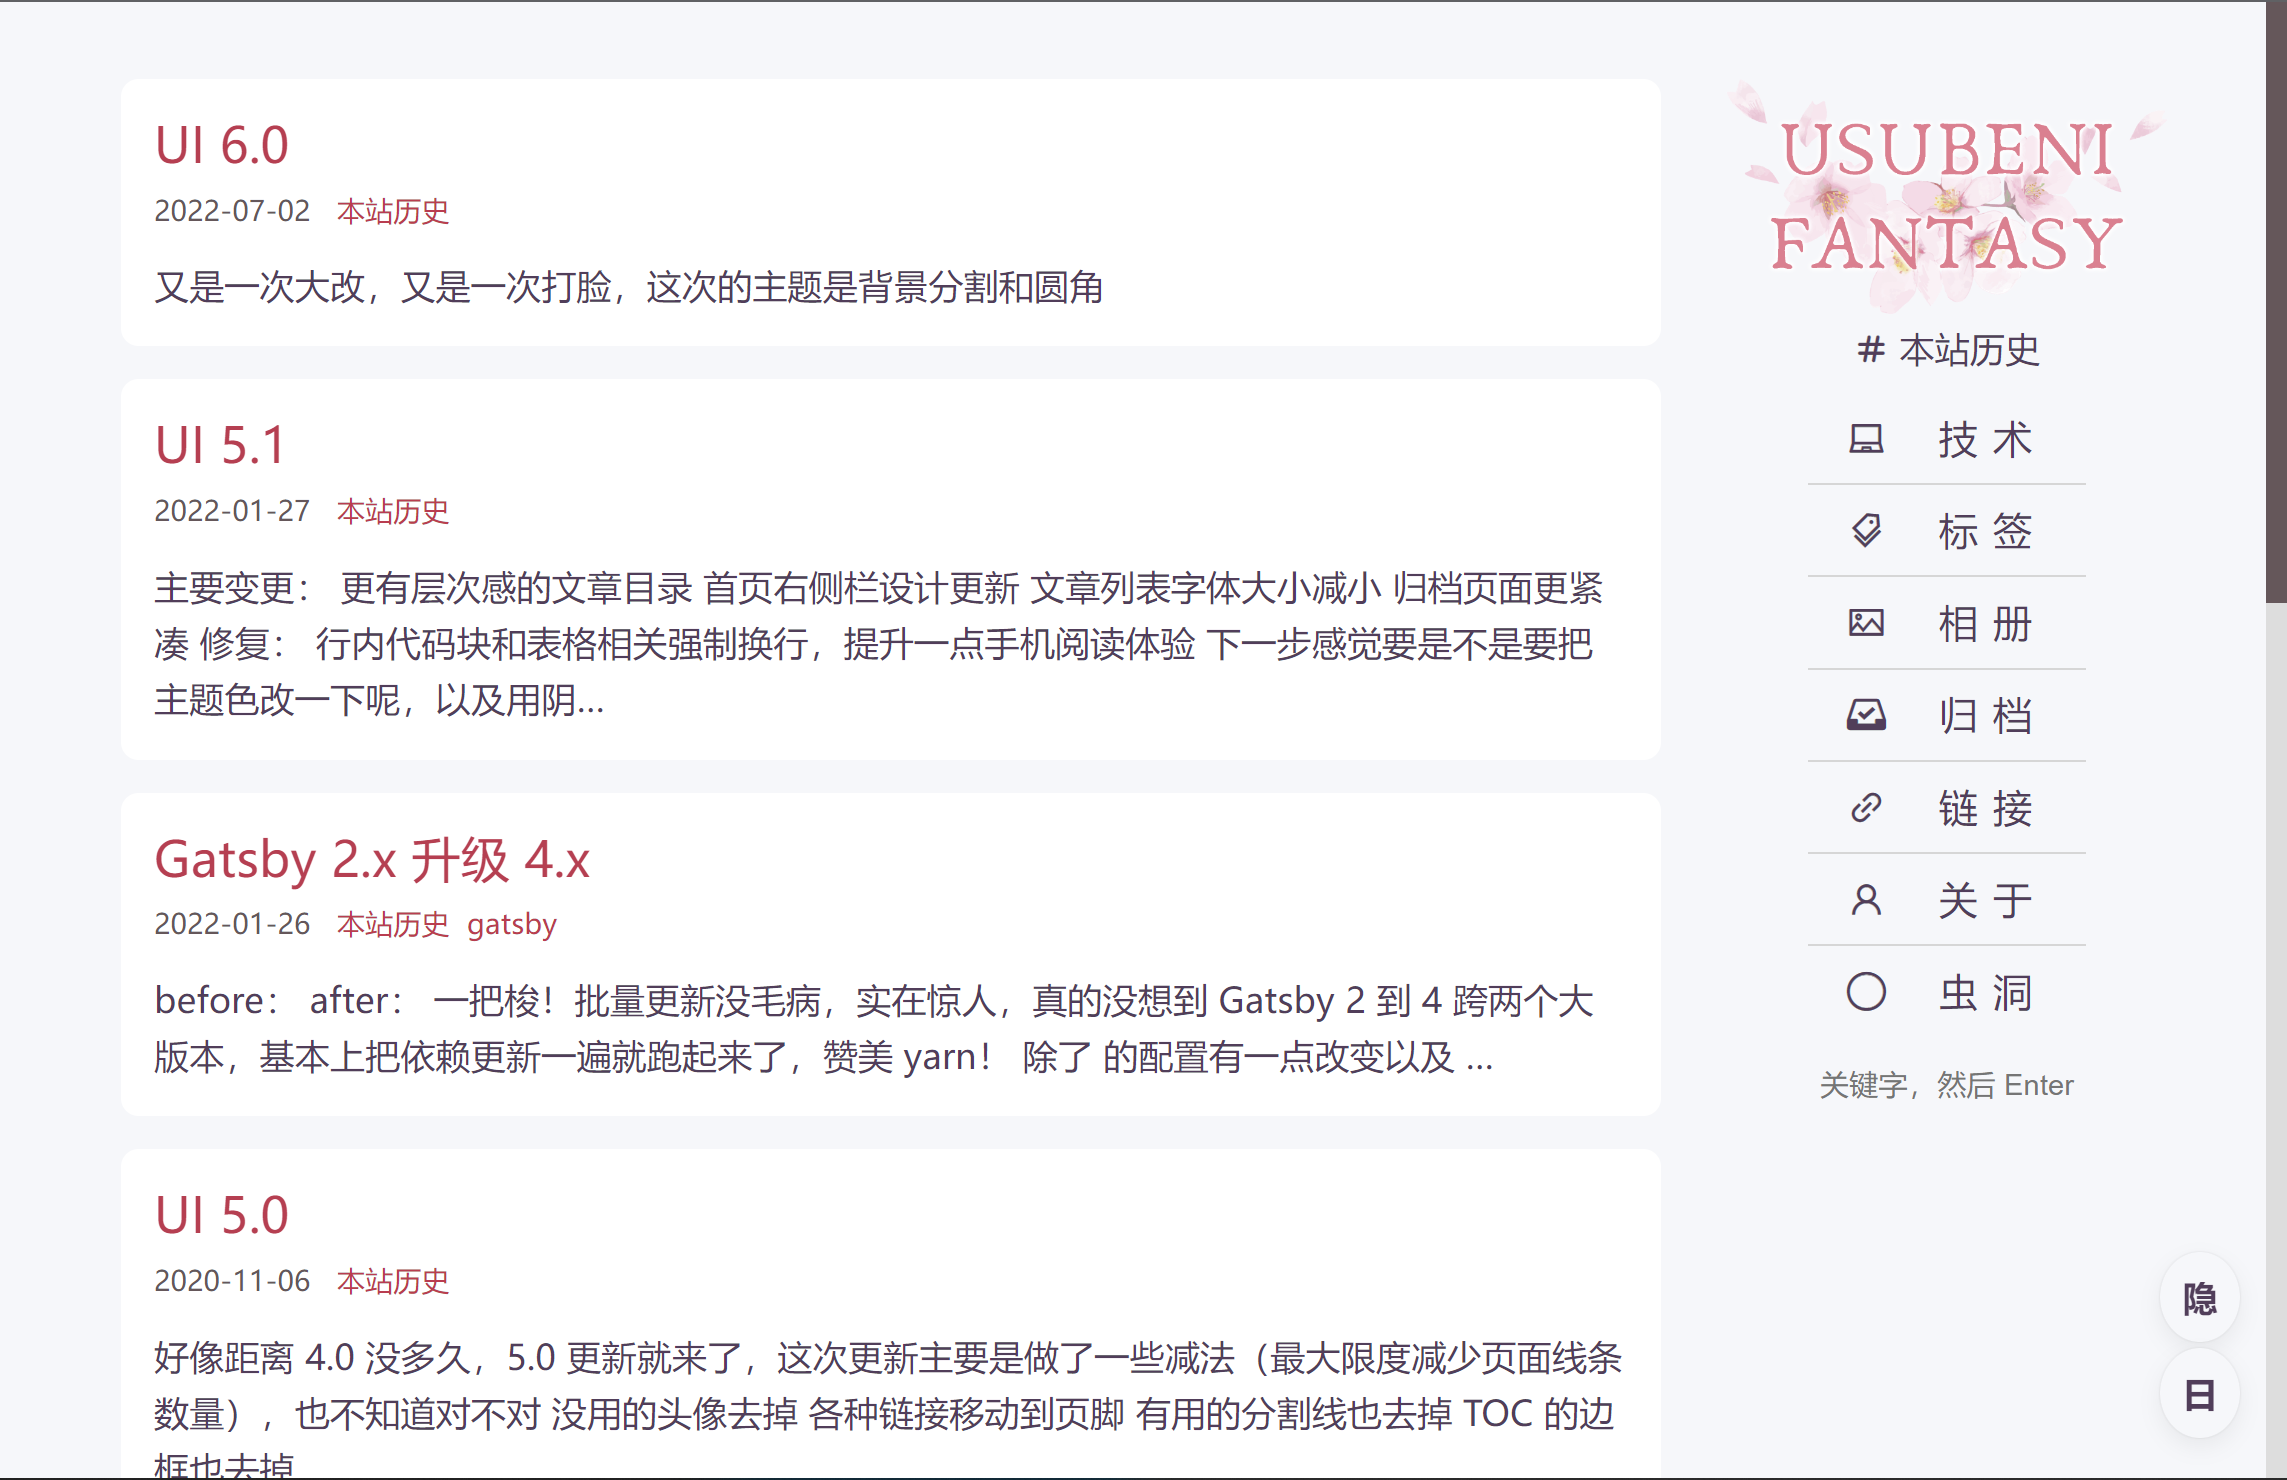 UI 6.0
2022-07-02 本站历史
又是一次大改，又是一次打脸，这次的主题是背景分割和圆角
UI 5.1
2022-01-27 本站历史
主要变更： 更有层次感的文章目录 首页右侧栏设计更新 文章列表字体大小减小 归档页面更紧
凑 修复： 行内代码块和表格相关强制换行，提升一点手机阅读体验 下一步感觉要是不是要把
主题色改一下呢，以及用阴…
Gatsby 2.x 升级 4.x
2022-01-26 本站历史 gatsby
before： after： 一把梭！批量更新没毛病，实在惊人，真的没想到 Gatsby 2 到 4 跨两个大
版本，基本上把依赖更新一遍就跑起来了，赞美 yarn！ 除了 的配置有一点改变以及 …
UI 5.0
2020-11-06 本站历史
好像距离 4.0 没多久，5.0 更新就来了，这次更新主要是做了一些减法（最大限度减少页面线条
数量），也不知道对不对 没用的头像去掉 各种链接移动到页脚 有用的分割线也去掉 TOC 的边
框也去掉
USUBENI
FANTASY
# 本站历史
技 术
标 签
相 册
归 档
链 接
关 于
虫 洞
关键字，然后 Enter
隐
日